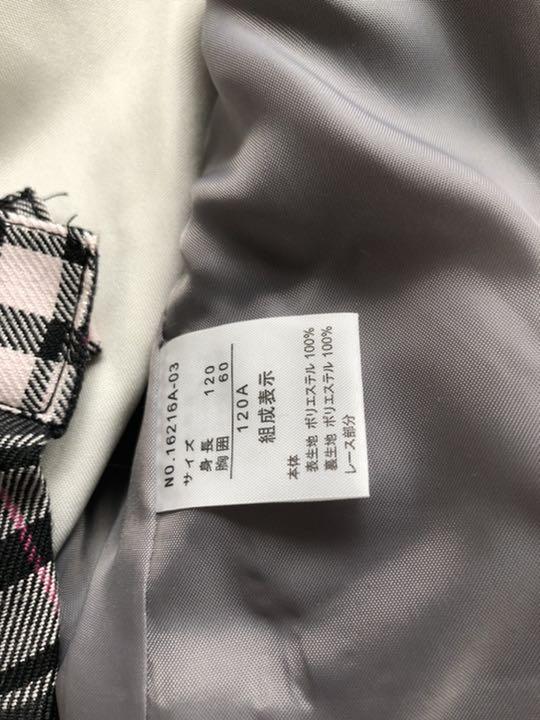 NO.16216A-03
サイズ
身長 120
胸囲 60
120A
組成表示
本体
表生地 ポリエステル 100%
裏生地 ポリエステル 100%
レース部分